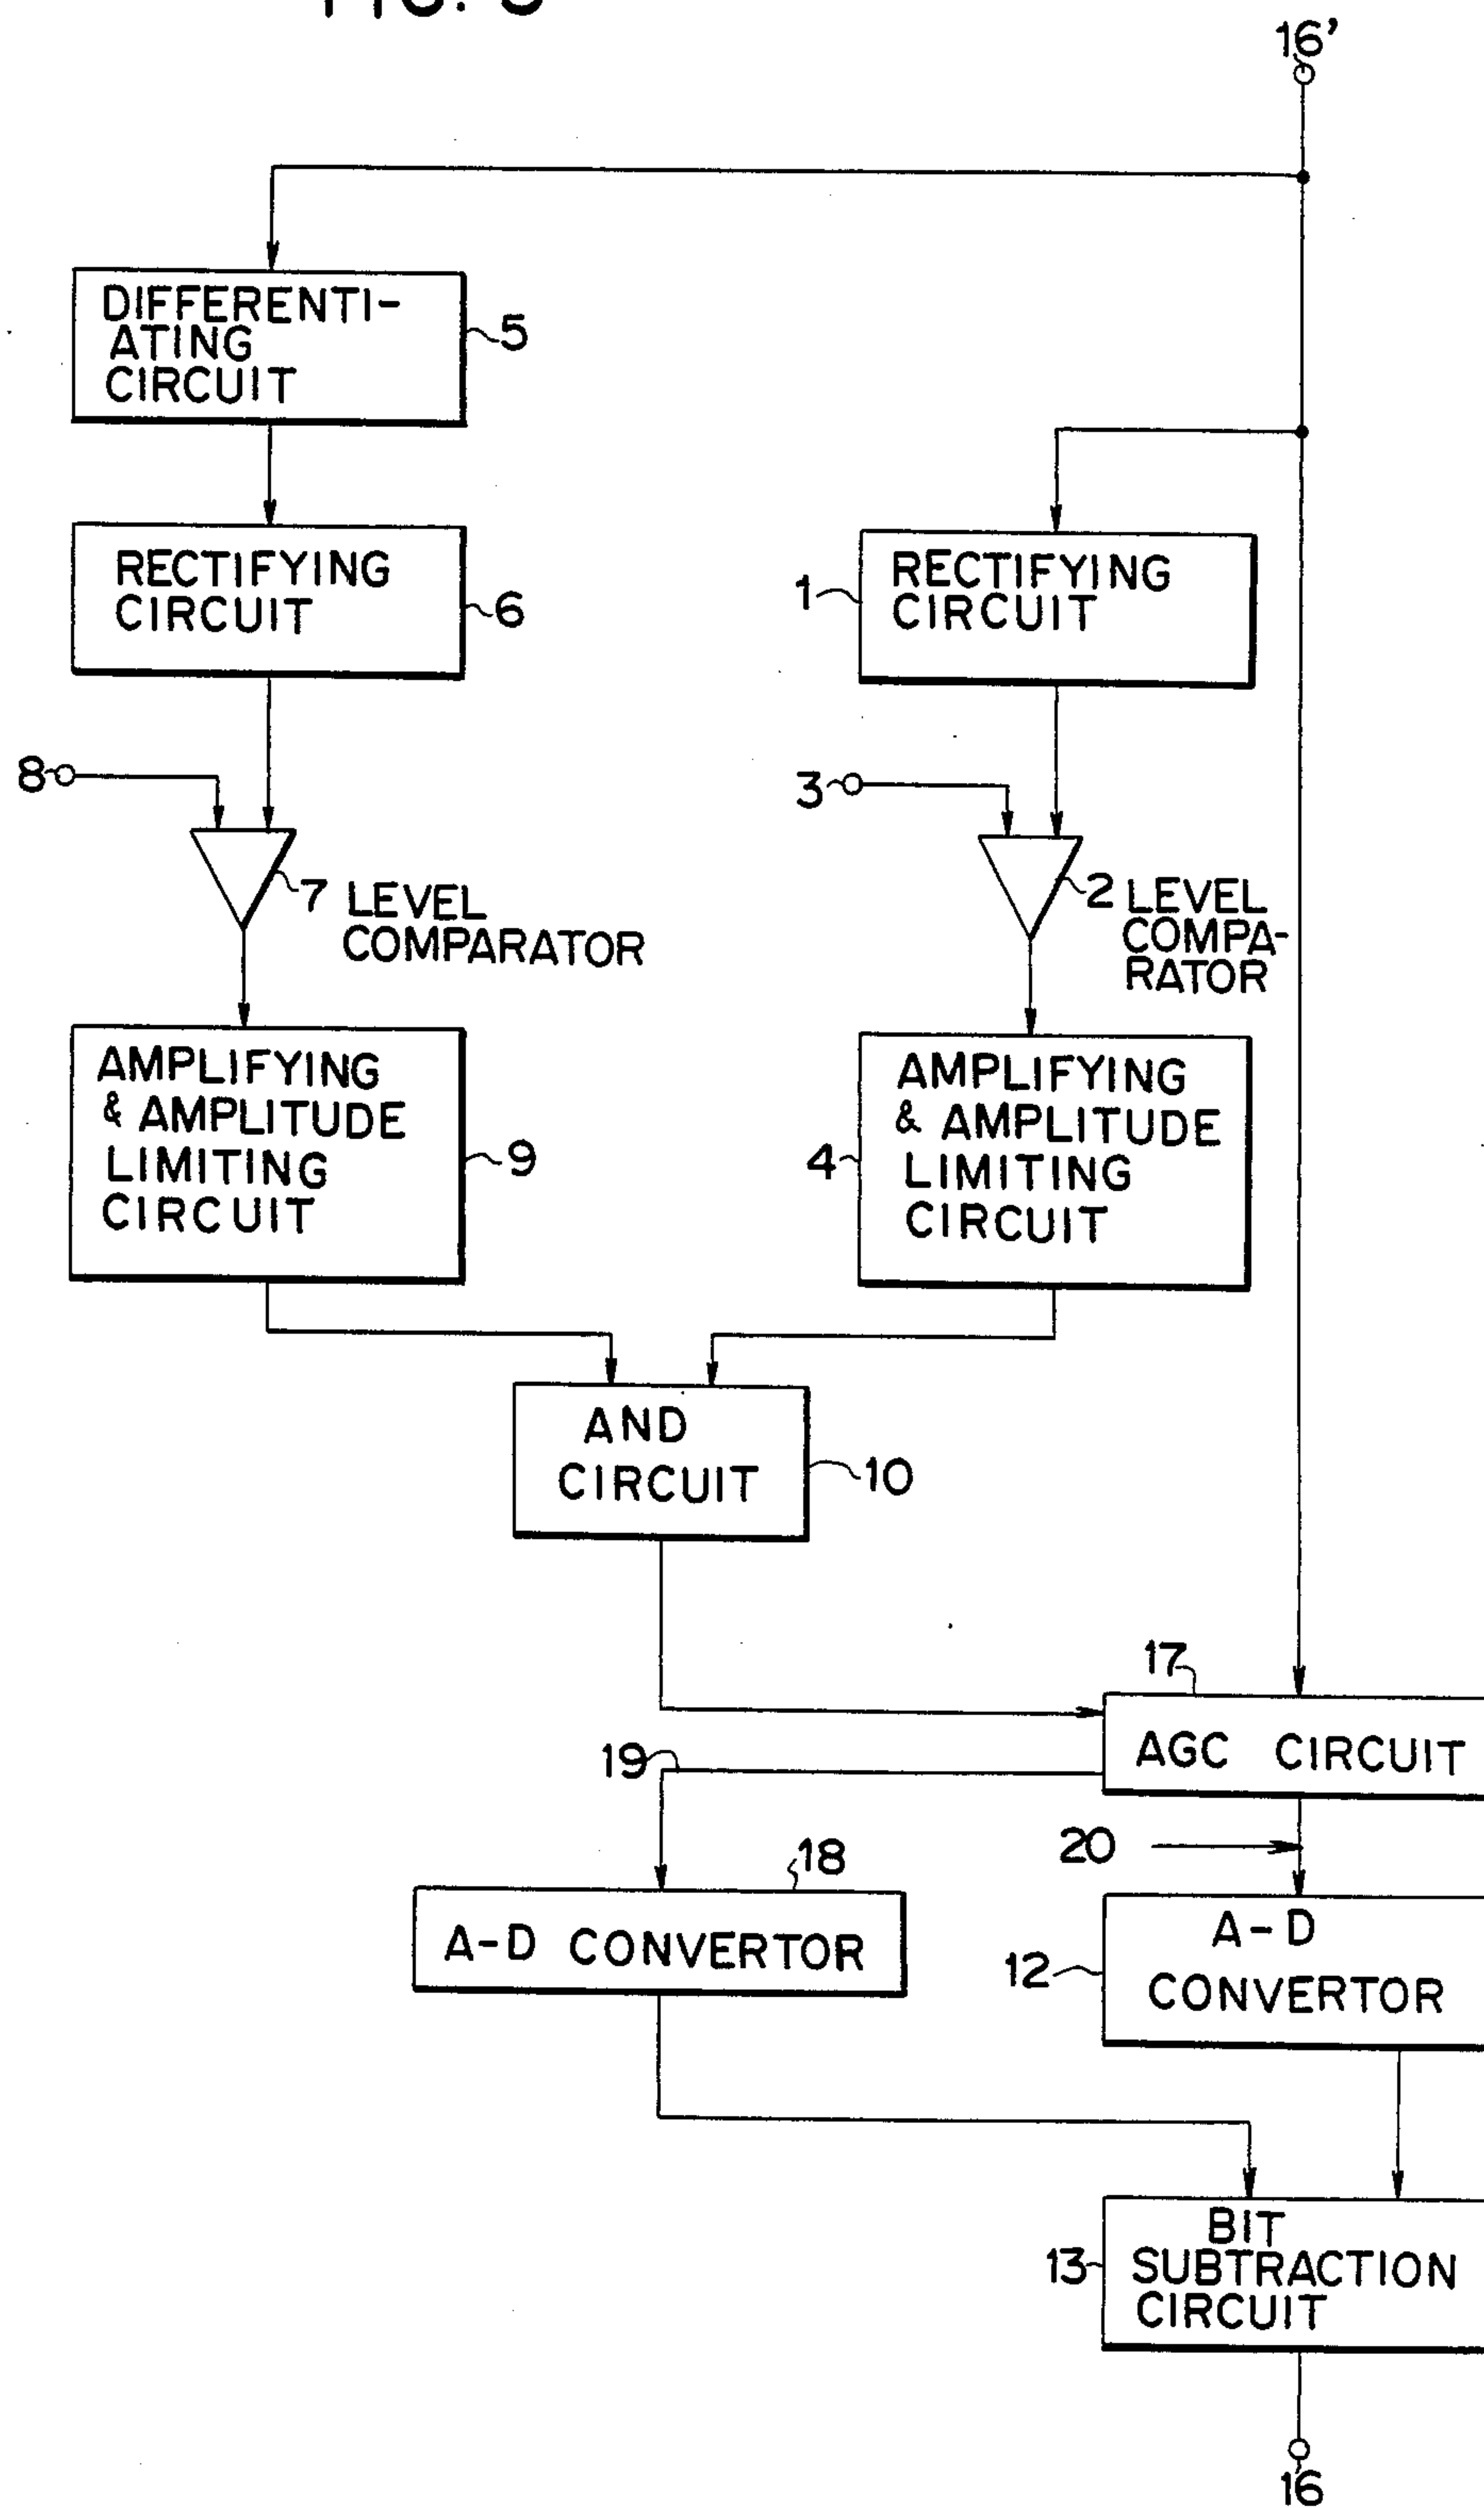 16'
DIFFERENTI-
ATING
CIRCUIT
5
RECTIFYING
CIRCUIT
6
1
RECTIFYING
CIRCUIT
8
3
7 LEVEL
COMPARATOR
2 LEVEL
COMPA-
RATOR
AMPLIFYING
& AMPLITUDE
LIMITING
CIRCUIT
9
4
AMPLIFYING
& AMPLITUDE
LIMITING
CIRCUIT
AND
CIRCUIT
10
17
AGC CIRCUIT
19
20
18
A-D CONVERTOR
12
A-D
CONVERTOR
13
BIT
SUBTRACTION
CIRCUIT
16